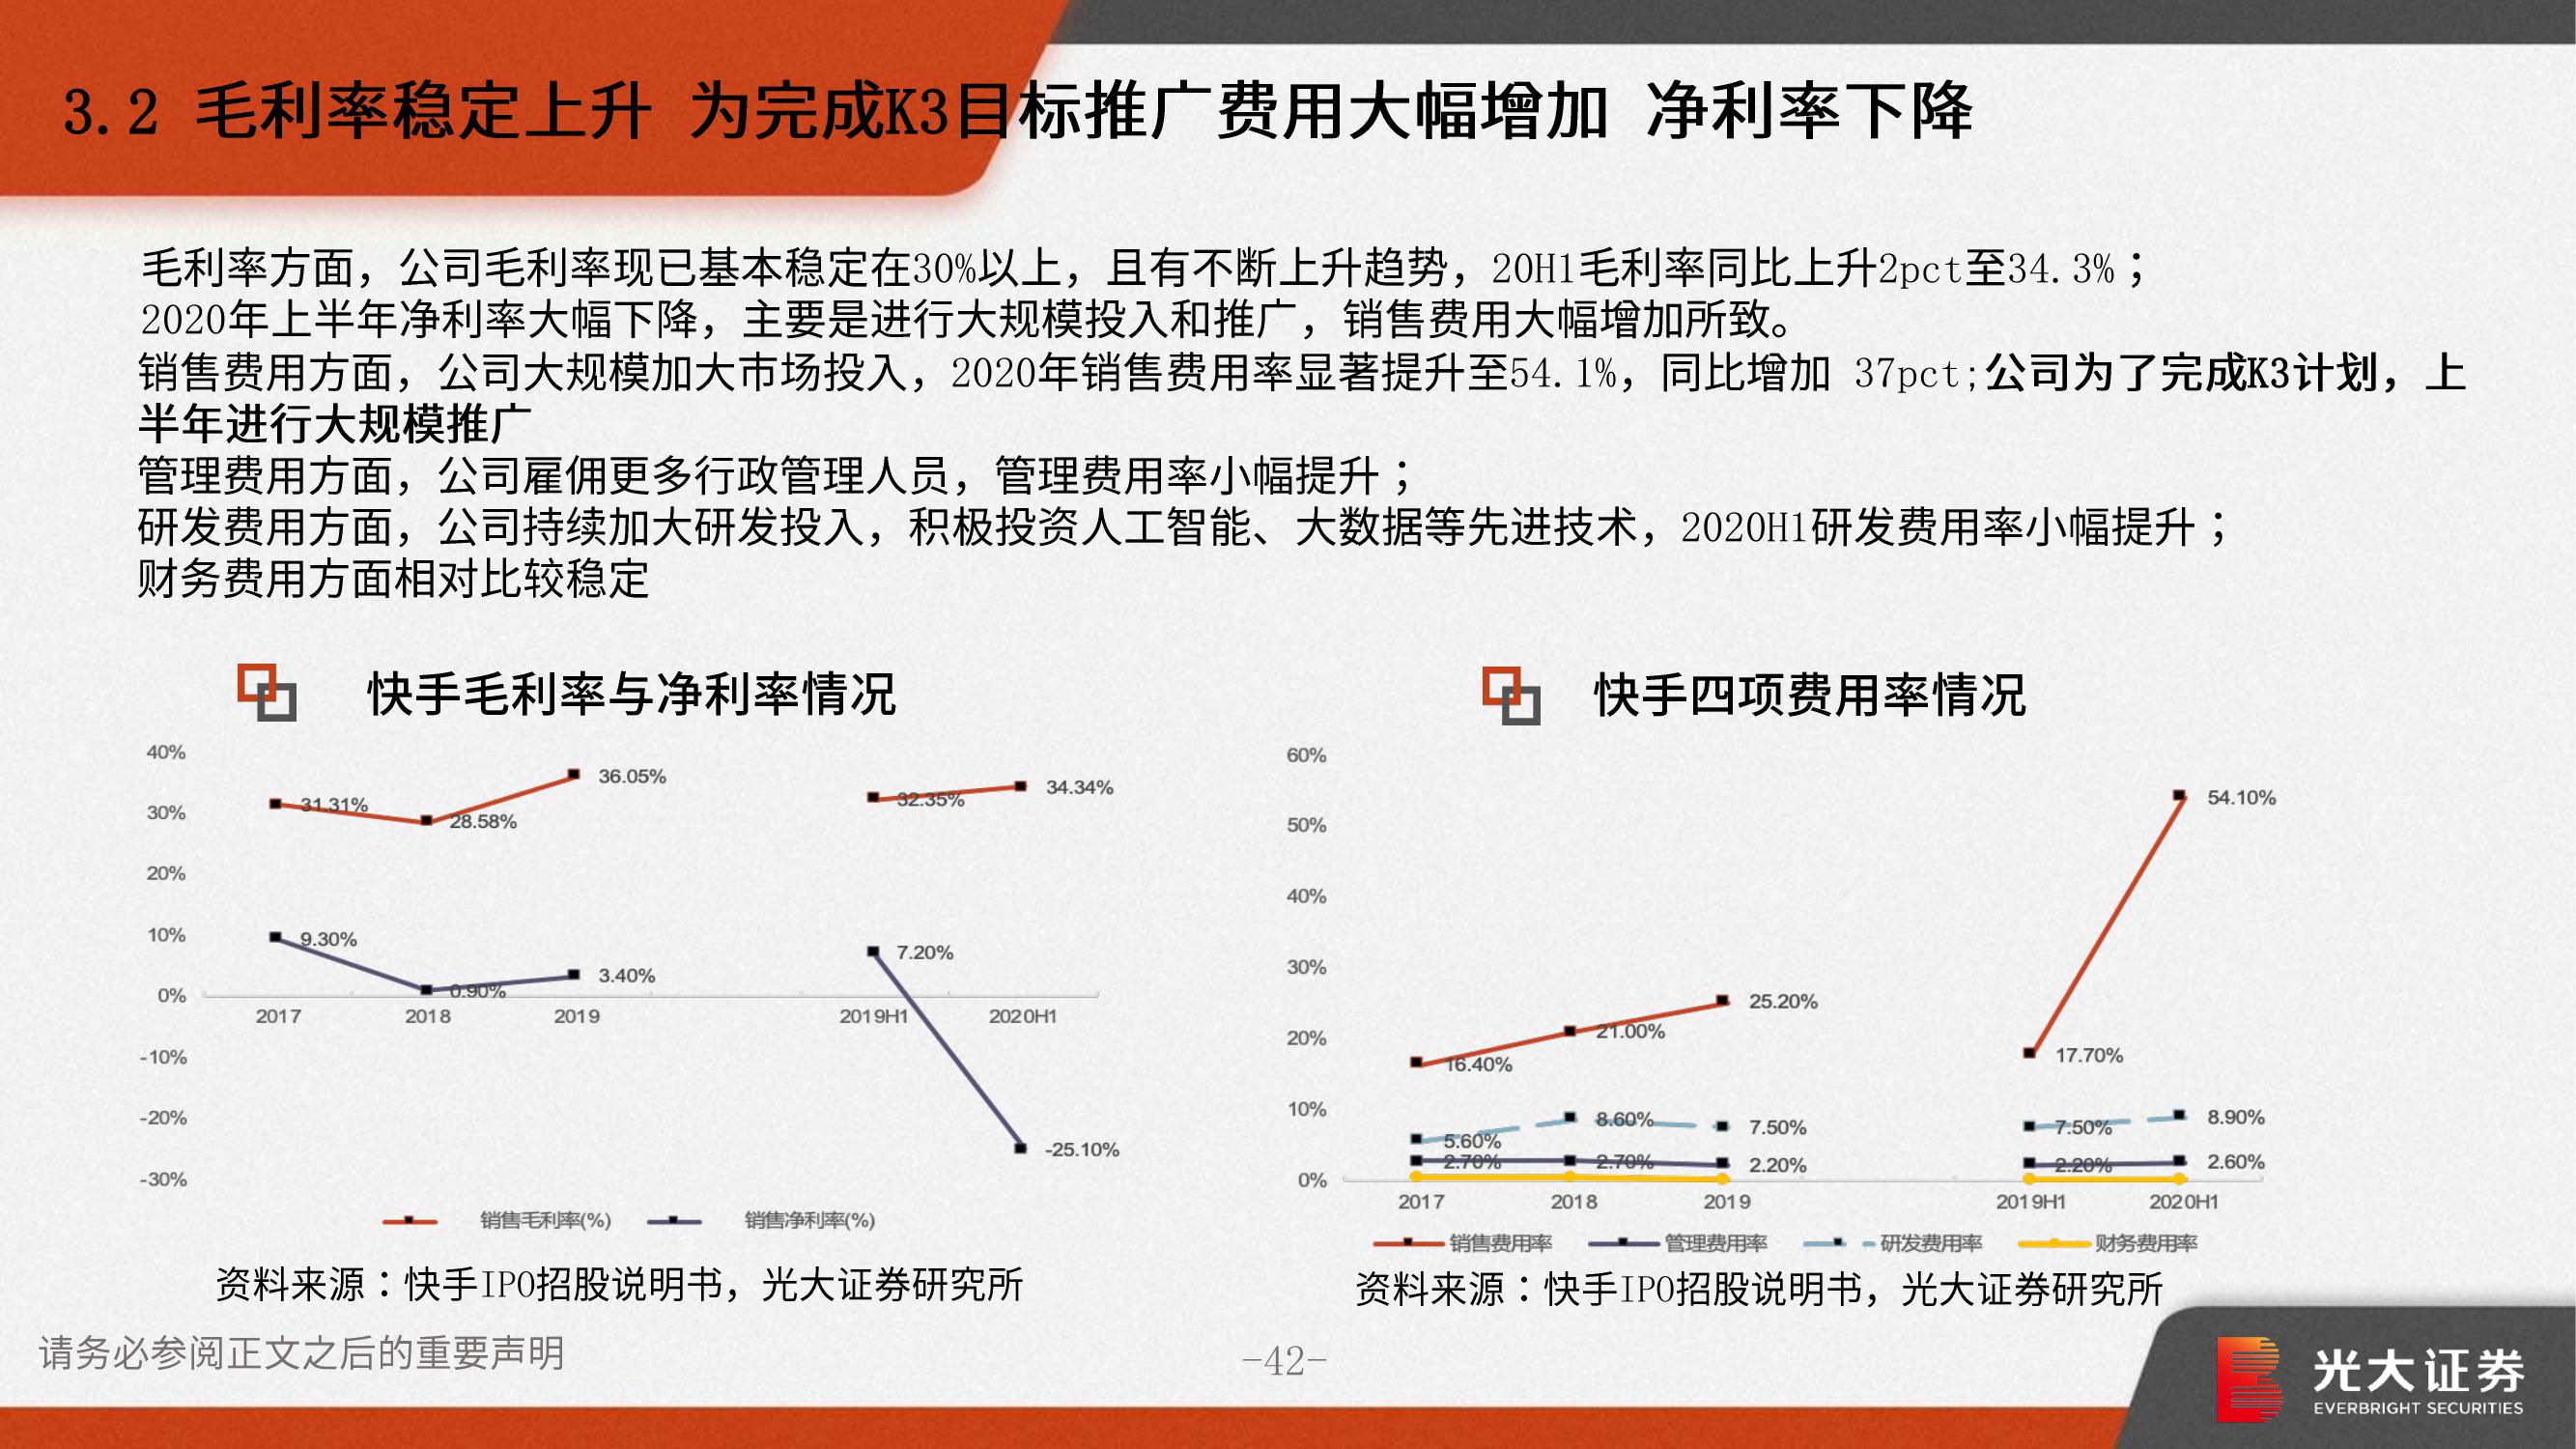 3.2 毛利率稳定上升 为完成K3目标推广费用大幅增加 净利率下降
毛利率方面，公司毛利率现已基本稳定在30%以上，且有不断上升趋势，20H1毛利率同比上升2pct至34.3%；
2020年上半年净利率大幅下降，主要是进行大规模投入和推广，销售费用大幅增加所致。
销售费用方面，公司大规模加大市场投入，2020年销售费用率显著提升至54.1%，同比增加 37pct;公司为了完成K3计划，上
半年进行大规模推广
管理费用方面，公司雇佣更多行政管理人员，管理费用率小幅提升；
研发费用方面，公司持续加大研发投入，积极投资人工智能、大数据等先进技术，2020H1研发费用率小幅提升；
财务费用方面相对比较稳定
快手毛利率与净利率情况
40%
30%
20%
10%
0%
-10%
-20%
-30%
31.31%
28.58%
36.05%
32.35%
34.34%
9.30%
0.90%
3.40%
7.20%
-25.10%
2017
2018
2019
2019H1
2020H1
销售毛利率(%)
销售净利率(%)
资料来源：快手IPO招股说明书，光大证券研究所
快手四项费用率情况
60%
50%
40%
30%
20%
10%
0%
16.40%
21.00%
25.20%
17.70%
54.10%
5.60%
8.60%
7.50%
7.50%
8.90%
2.70%
2.70%
2.20%
2.20%
2.60%
2017
2018
2019
2019H1
2020H1
销售费用率
管理费用率
研发费用率
财务费用率
资料来源：快手IPO招股说明书，光大证券研究所
请务必参阅正文之后的重要声明
-42-
光大证券
EVERBRIGHT SECURITIES